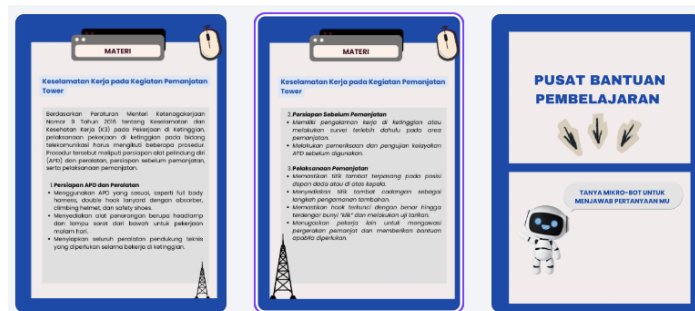 MATERI
Keselamatan Kerja pada Kegiatan Pemanjatan
Tower
Berdasarkan Peraturan Menteri Ketenagakerjaan
Nomor 9 Tahun 2016 tentang Keselamatan dan
Kesehatan Kerja (K3) pada Pekerjaan di Ketinggian,
pelaksanaan pekerjaan di ketinggian pada bidang
telekomunikasi harus mengikuti beberapa prosedur.
Prosedur tersebut meliputi persiapan alat pelindung diri
(APD) dan peralatan, persiapan sebelum pemanjatan,
serta pelaksanaan pemanjatan.
1.Persiapan APD dan Peralatan
• Menggunakan APD yang sesuai, seperti full body
harness, double hook lanyard dengan absorber,
climbing helmet, dan safety shoes.
• Menyediakan alat penerangan berupa headlamp
dan lampu sorot dari bawah untuk pekerjaan
malam hari.
• Menyiapkan seluruh peralatan pendukung teknis
yang diperlukan selama bekerja di ketinggian.
MATERI
Keselamatan Kerja pada Kegiatan Pemanjatan
Tower
2.Persiapan Sebelum Pemanjatan
• Memiliki pengalaman kerja di ketinggian atau
melakukan survei terlebih dahulu pada area
pemanjatan.
• Melakukan pemeriksaan dan pengujian kelayakan
APD sebelum digunakan.
3.Pelaksanaan Pemanjatan
• Memastikan titik tambat terpasang pada posisi
depan dada atau di atas kepala.
• Menyediakan titik tambat cadangan sebagai
langkah pengamanan tambahan.
• Memastikan hook terkunci dengan benar hingga
terdengar bunyi "klik" dan melakukan uji tarikan.
• Menugaskan pekerja lain untuk mengawasi
pergerakan pemanjat dan memberikan bantuan
apabila diperlukan.
PUSAT BANTUAN
PEMBELAJARAN
TANYA MIKRO-BOT UNTUK
MENJAWAB PERTANYAAN MU